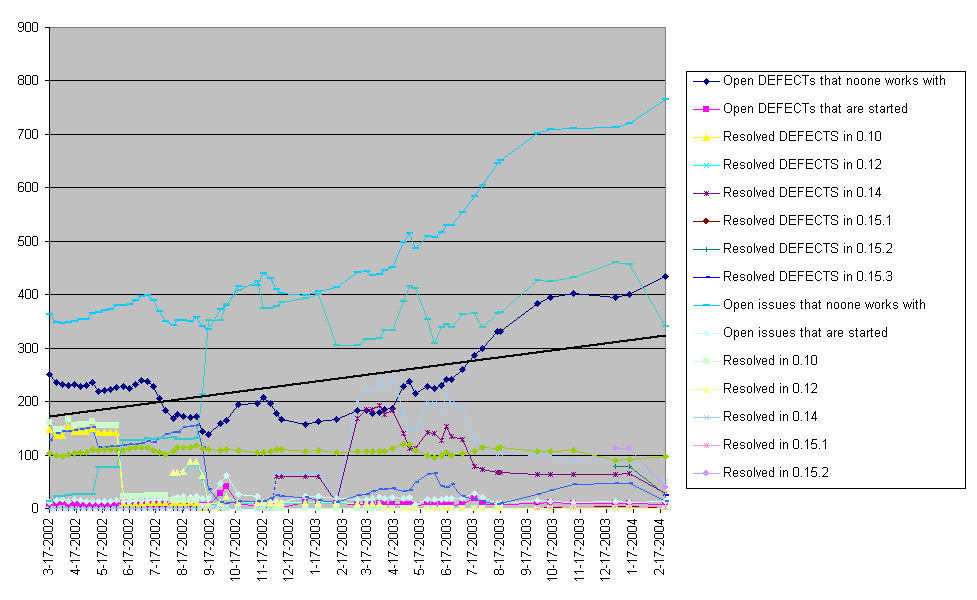 900
800
700
600
500
400
300
200
100
0
3-17-2002
4-17-2002
5-17-2002
6-17-2002
7-17-2002
8-17-2002
9-17-2002
10-17-2002
11-17-2002
12-17-2002
1-17-2003
2-17-2003
3-17-2003
4-17-2003
5-17-2003
6-17-2003
7-17-2003
8-17-2003
9-17-2003
10-17-2003
11-17-2003
12-17-2003
1-17-2004
2-17-2004
Open DEFECTs that noone works with
Open DEFECTs that are started
Resolved DEFECTS in 0.10
Resolved DEFECTS in 0.12
Resolved DEFECTS in 0.14
Resolved DEFECTS in 0.15.1
Resolved DEFECTS in 0.15.2
Resolved DEFECTS in 0.15.3
Open issues that noone works with
Open issues that are started
Resolved in 0.10
Resolved in 0.12
Resolved in 0.14
Resolved in 0.15.1
Resolved in 0.15.2